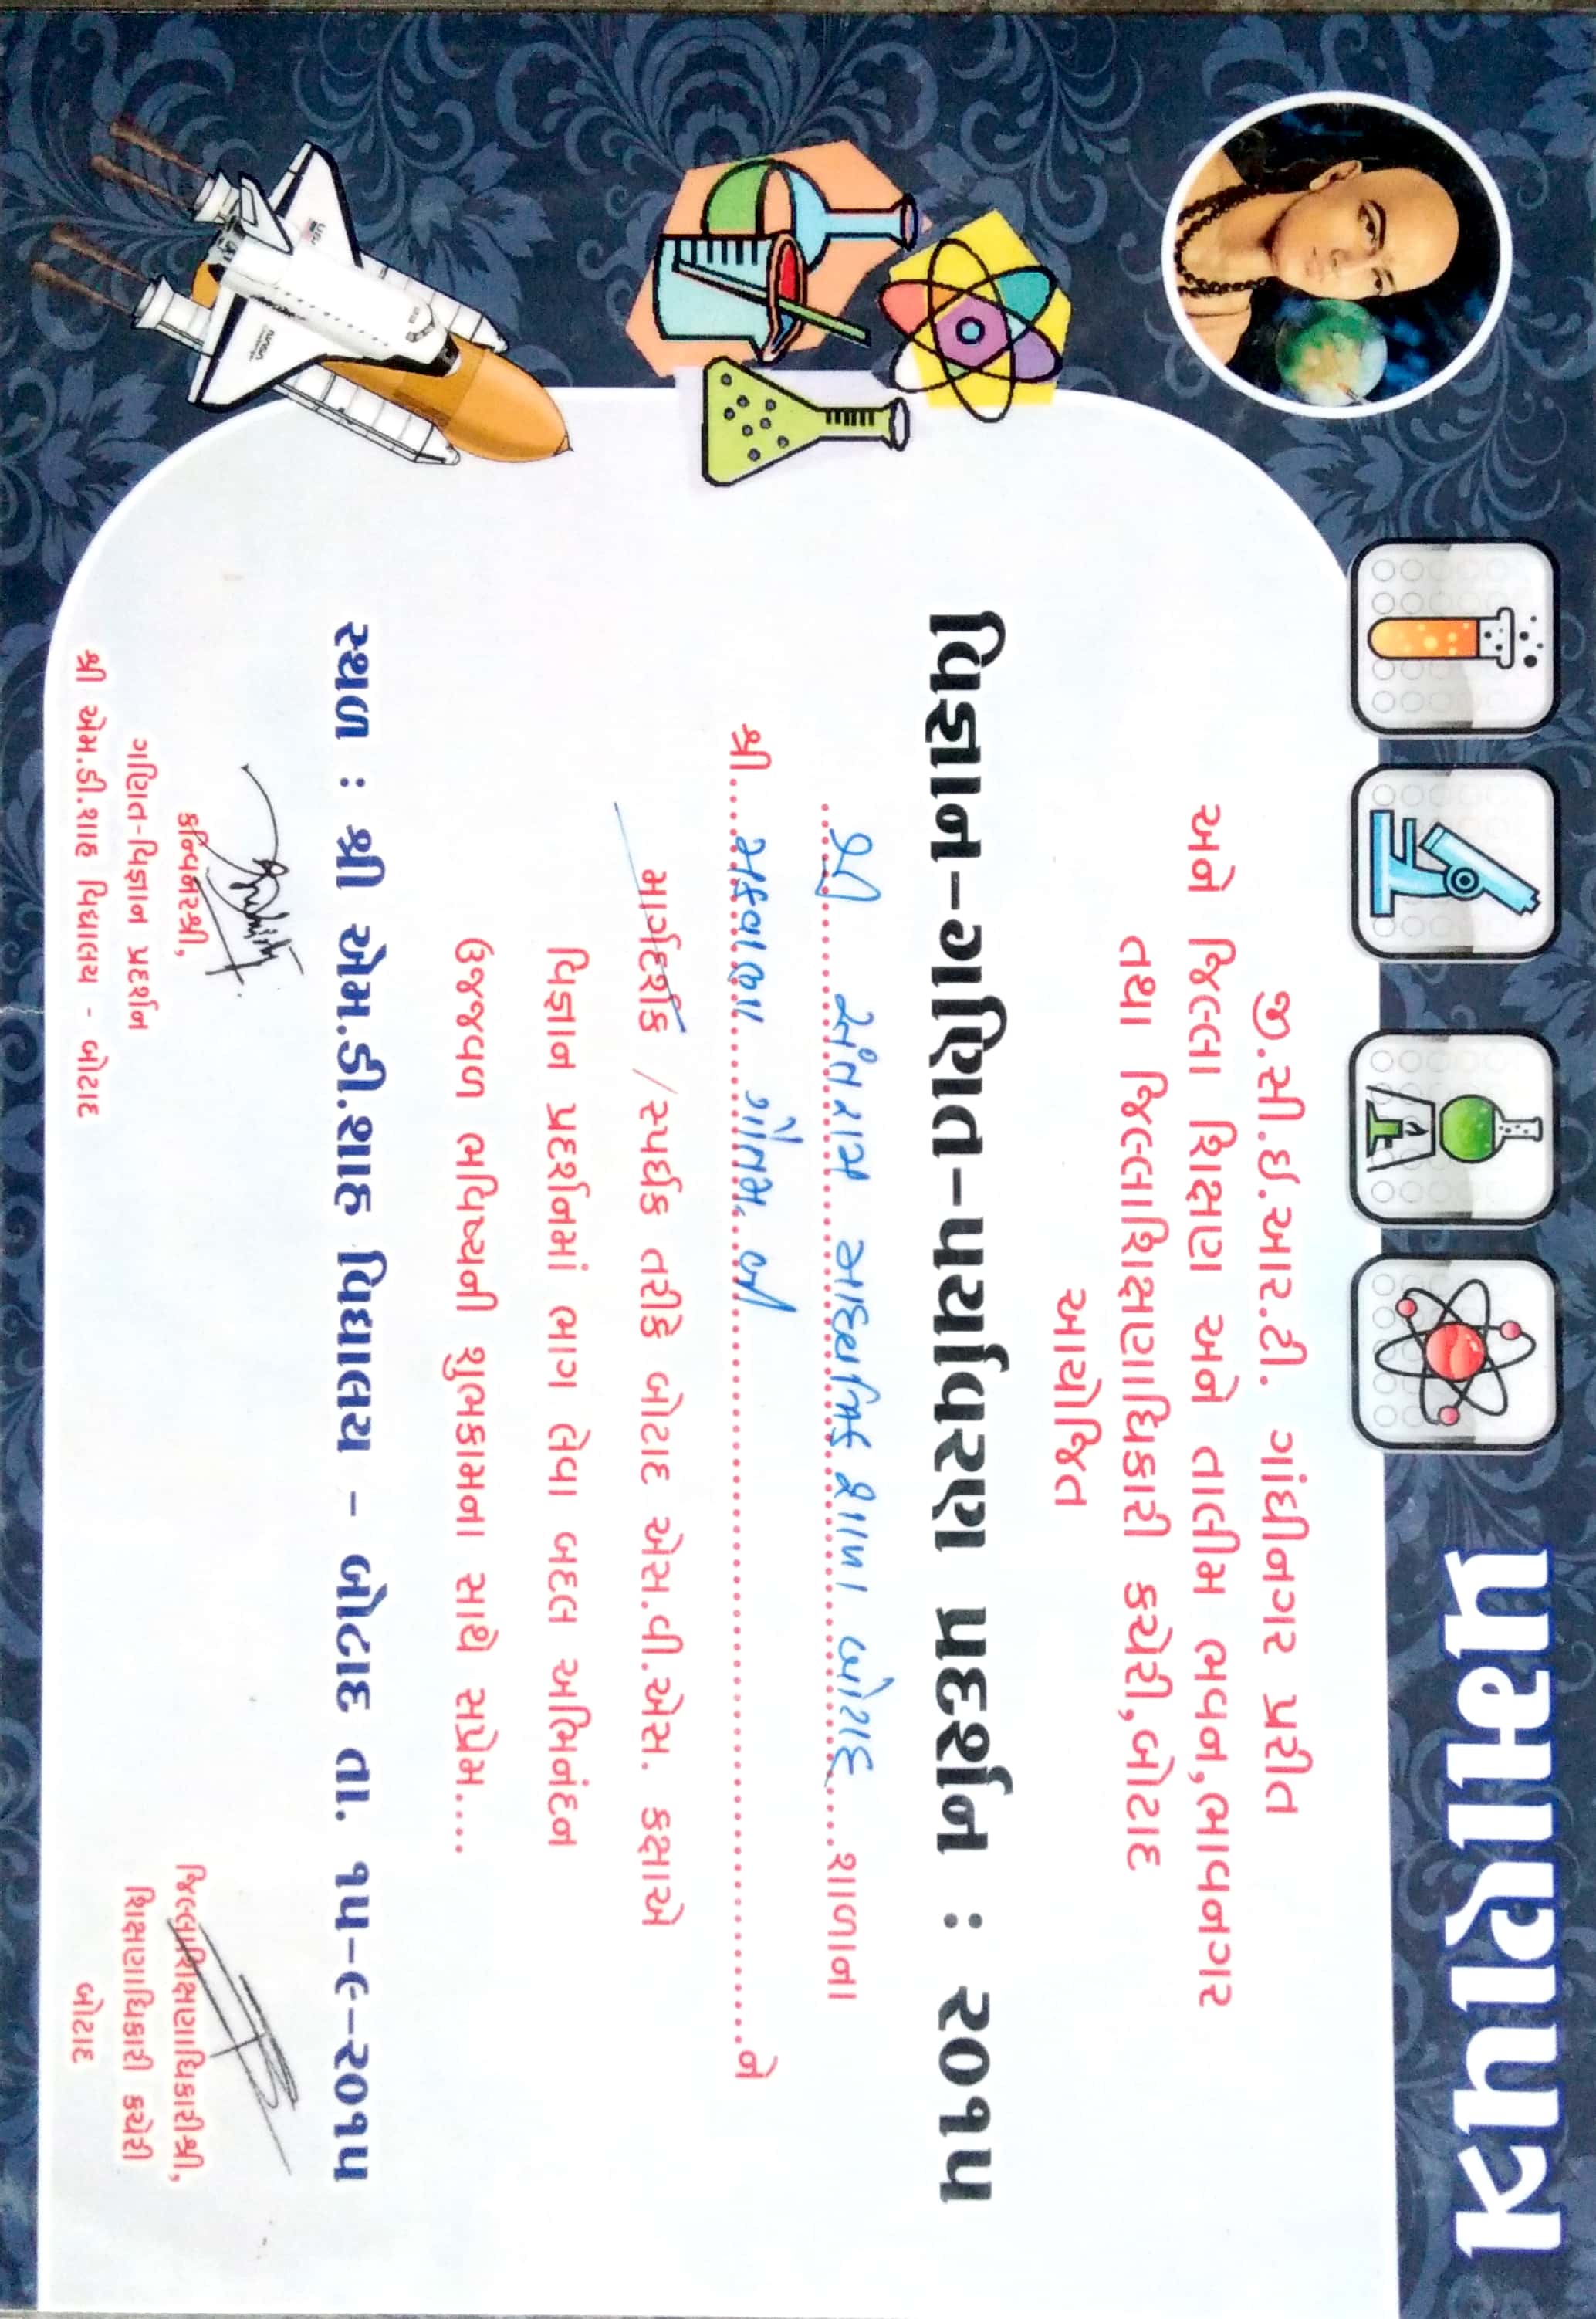 પ્રમાણપત્ર
જી.સી.ઇ.આર.ટી. ગાંધીનગર પ્રરીત
અને જિલ્લા શિક્ષણ અને તાલીમ ભવન,ભાવનગર
તથા જિલ્લાશિક્ષણાધિકારી કચેરી,બોટાદ
આયોજિત
વિજ્ઞાન-ગણિત-પર્યાવરણ પ્રદર્શન : ૨૦૧૫
શ્રી સંતરામ માધ્યમિક શાળા બોટાદ શાળાના
શ્રી મકવાણા ગૌતમ બી ને
માર્ગદર્શક / સ્પર્ધક તરીકે બોટાદ એસ.વી.એસ. કક્ષાએ
વિજ્ઞાન પ્રદર્શનમાં ભાગ લેવા બદલ અભિનંદન
ઉજજવળ ભવિષ્યની શુભકામના સાથે સપ્રેમ....
સ્થળ : શ્રી એમ.ડી.શાહ વિદ્યાલય - બોટાદ તા. ૧૫-૯-૨૦૧૫
કન્વિનરશ્રી,
ગણિત-વિજ્ઞાન પ્રદર્શન
શ્રી એમ.ડી.શાહ વિદ્યાલય - બોટાદ
જિલ્લાશિક્ષણાધિકારીશ્રી,
શિક્ષણાધિકારી કચેરી
બોટાદ